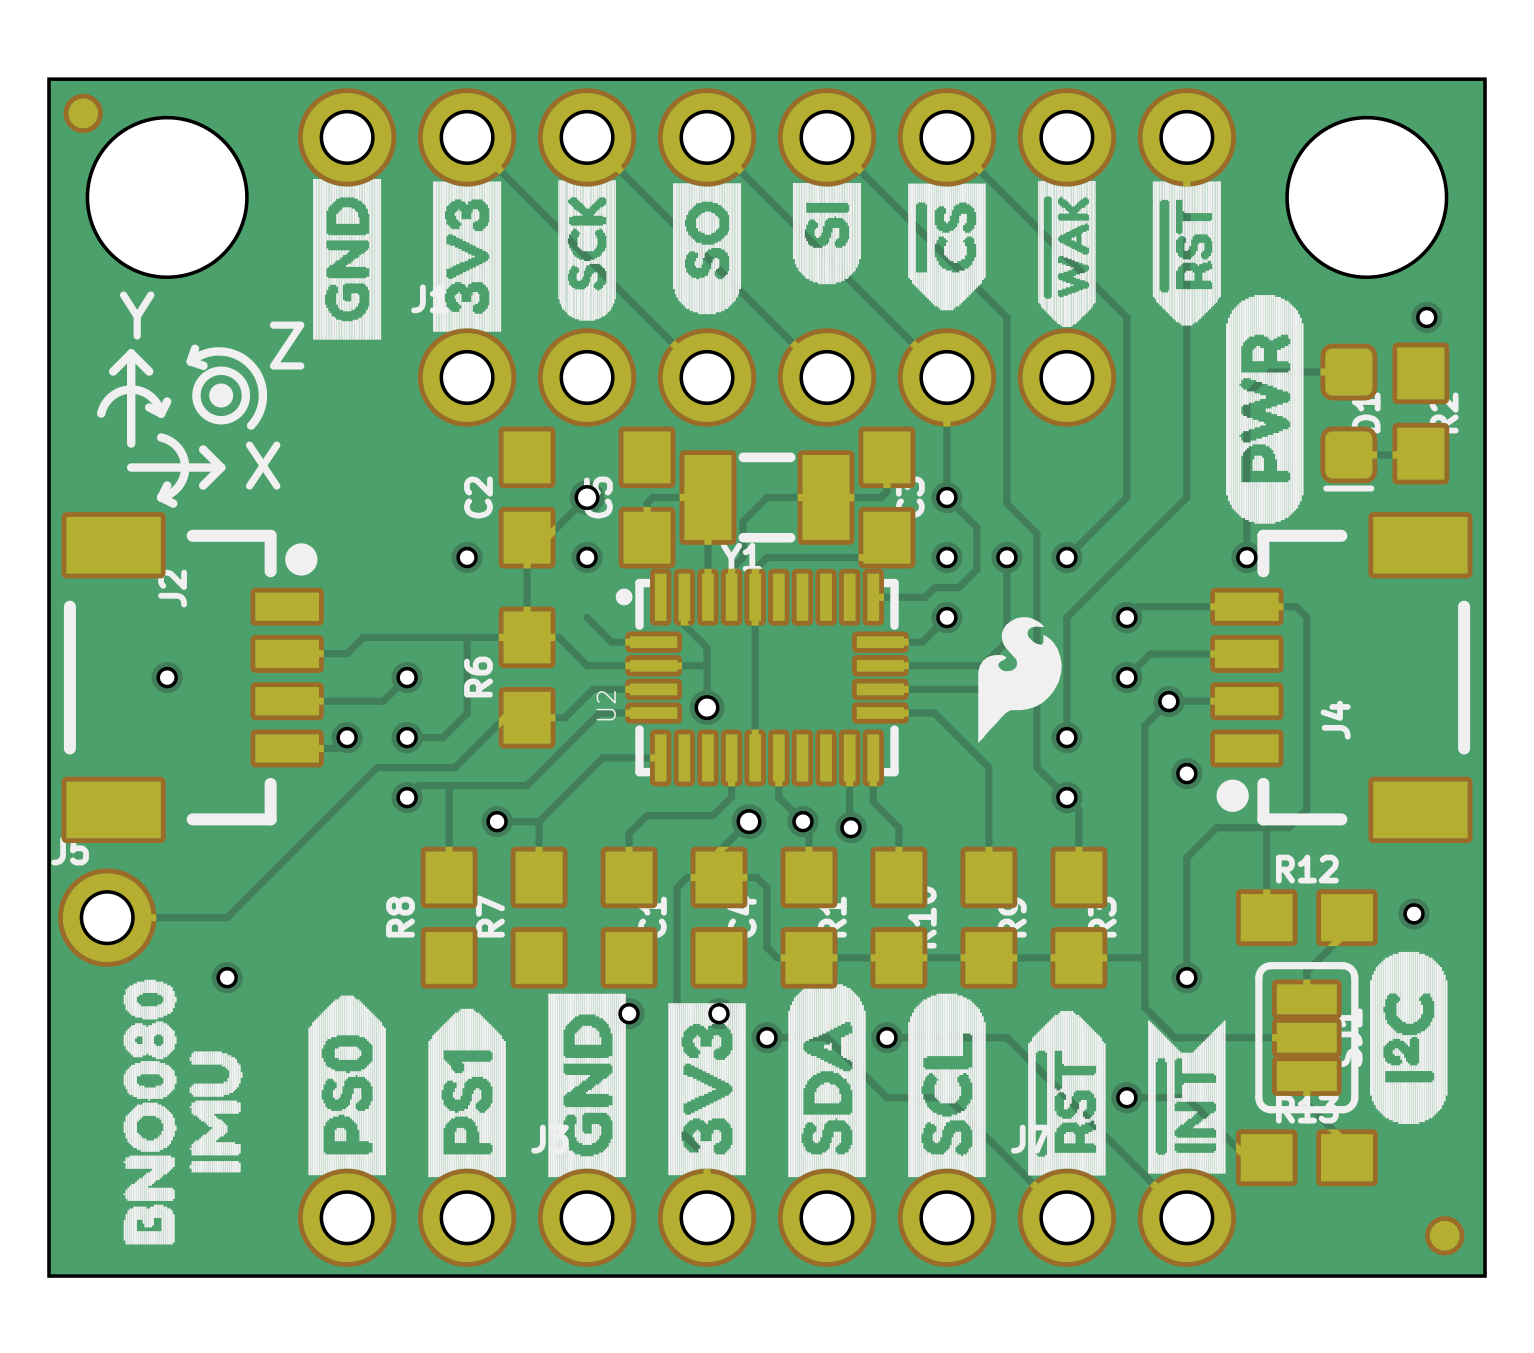 GND
3V3
SCK
SO
SI
CS
WAK
RST
J1
Y
Z
X
PWR
D1
R2
C2
C5
C3
Y1
J2
R6
U2
J4
J5
R8
R7
C1
C4
R1
R10
R9
R3
R12
BNO080
IMU
PS0
PS1
GND
3V3
SDA
SCL
RST
INT
J3
J7
SJ1
I2C
R13